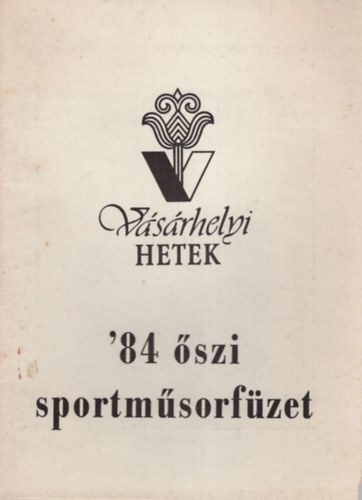 Vásárhelyi
HETEK
'84 őszi
sportműsorfüzet